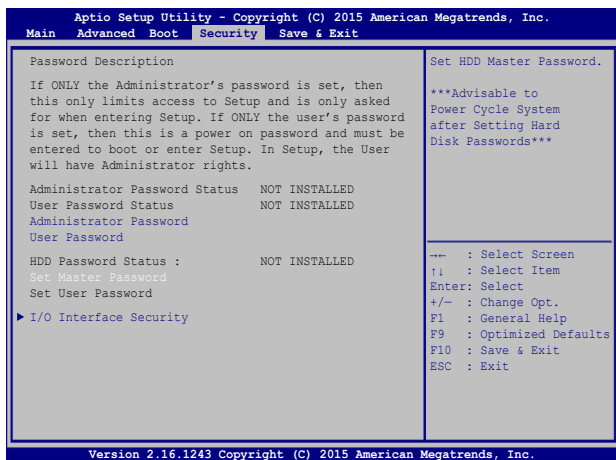 Aptio Setup Utility - Copyright (C) 2015 American Megatrends, Inc.
Main Advanced Boot Security Save & Exit
Password Description
If ONLY the Administrator's password is set, then
this only limits access to Setup and is only asked
for when entering Setup. If ONLY the user's password
is set, then this is a power on password and must be
entered to boot or enter Setup. In Setup, the User
will have Administrator rights.
Administrator Password Status NOT INSTALLED
User Password Status NOT INSTALLED
Administrator Password
User Password
HDD Password Status : NOT INSTALLED
Set Master Password
Set User Password
▶ I/O Interface Security
Set HDD Master Password.
***Advisable to
Power Cycle System
after Setting Hard
Disk Passwords***
→← : Select Screen
↑↓ : Select Item
Enter: Select
+/— : Change Opt.
F1 : General Help
F9 : Optimized Defaults
F10 : Save & Exit
ESC : Exit
Version 2.16.1243 Copyright (C) 2015 American Megatrends, Inc.